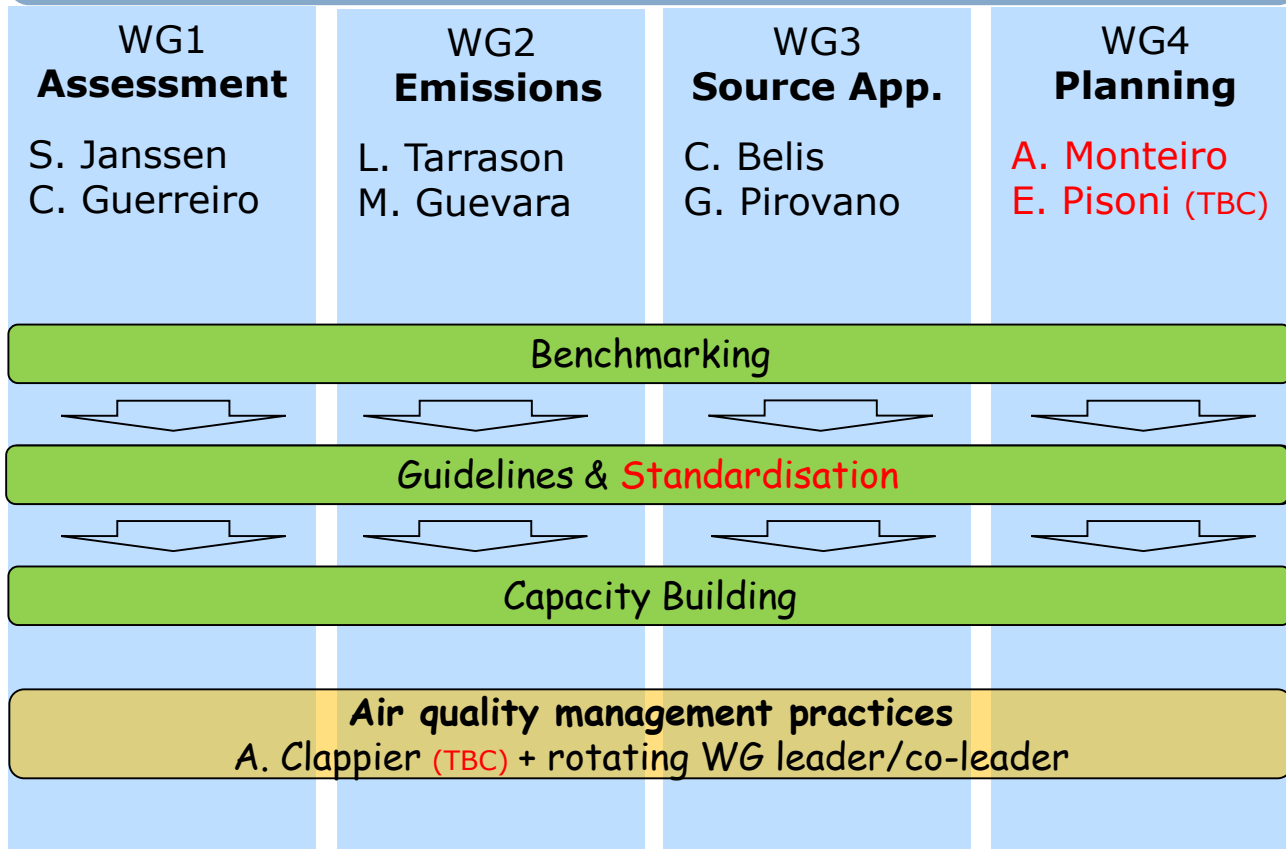 WG1
Assessment
S. Janssen
C. Guerreiro
WG2
Emissions
L. Tarrason
M. Guevara
WG3
Source App.
C. Belis
G. Pirovano
WG4
Planning
A. Monteiro
E. Pisoni (TBC)
Benchmarking
Guidelines & Standardisation
Capacity Building
Air quality management practices
A. Clappier (TBC) + rotating WG leader/co-leader